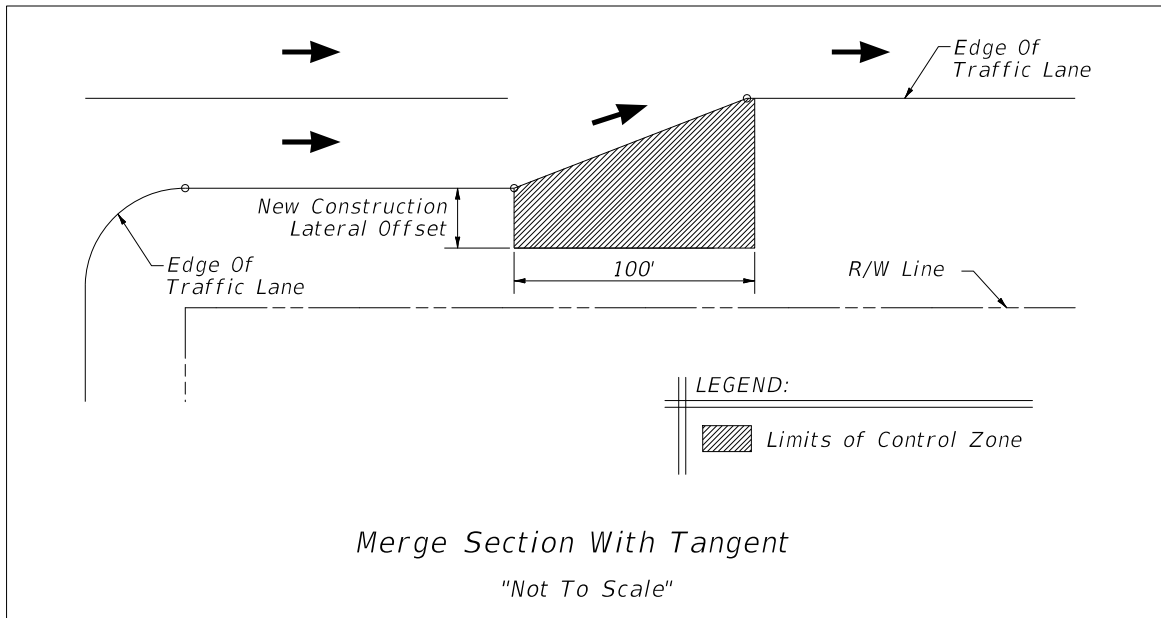 Edge Of
Traffic Lane
New Construction
Lateral Offset
Edge Of
Traffic Lane
100'
R/W Line
LEGEND:
Limits of Control Zone
Merge Section With Tangent
"Not To Scale"